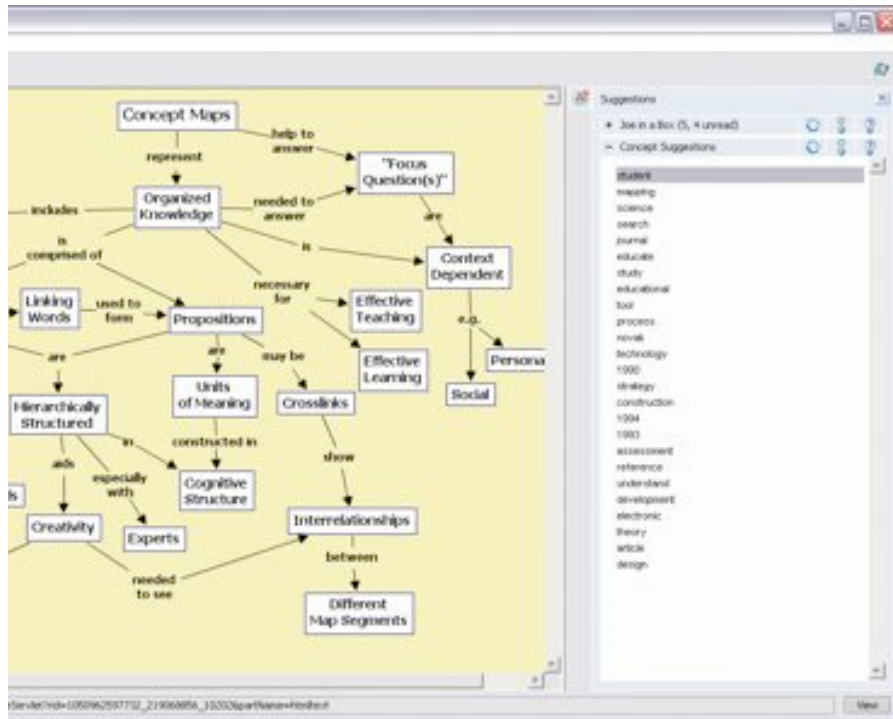 Concept Maps
help to
answer
represent
"Focus
Question(s)"
Organized
Knowledge
includes
needed to
answer
are
is
comprised of
is
Context
Dependent
necessary
for
Linking
Words
used to
form
Propositions
Effective
Teaching
e.g.
are
are
may be
Effective
Learning
Persona
Social
Units
of Meaning
Crosslinks
Hierarchically
Structured
in
constructed in
show
aids
especially
with
Cognitive
Structure
ds
Creativity
Experts
Interrelationships
between
needed
to see
Different
Map Segments
Suggestions
+ Joe in a Box (5, 4 unread)
− Concept Suggestions
student
mapping
science
search
journal
educate
study
educational
tool
process
novak
technology
1990
strategy
construction
1984
1983
assessment
reference
understand
development
electronic
theory
article
design
View